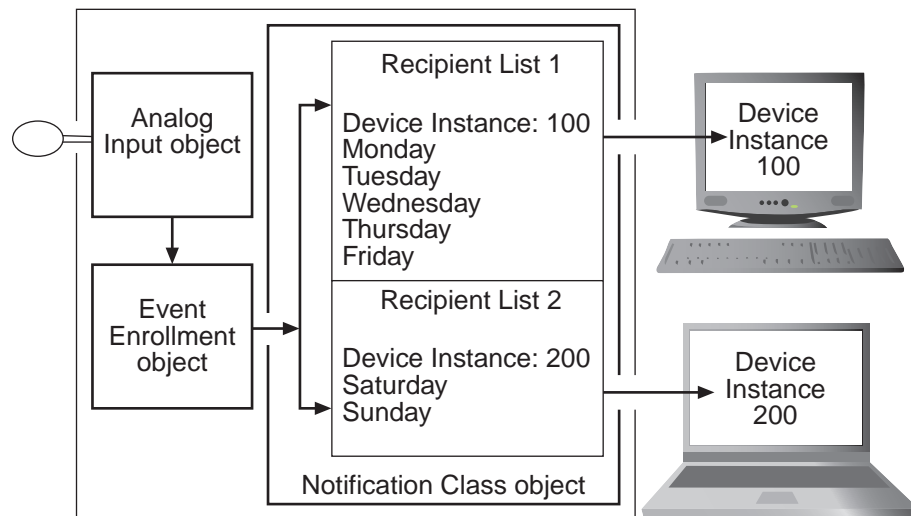 Analog
Input object
Event
Enrollment
object
Recipient List 1
Device Instance: 100
Monday
Tuesday
Wednesday
Thursday
Friday
Recipient List 2
Device Instance: 200
Saturday
Sunday
Notification Class object
Device
Instance
100
Device
Instance
200